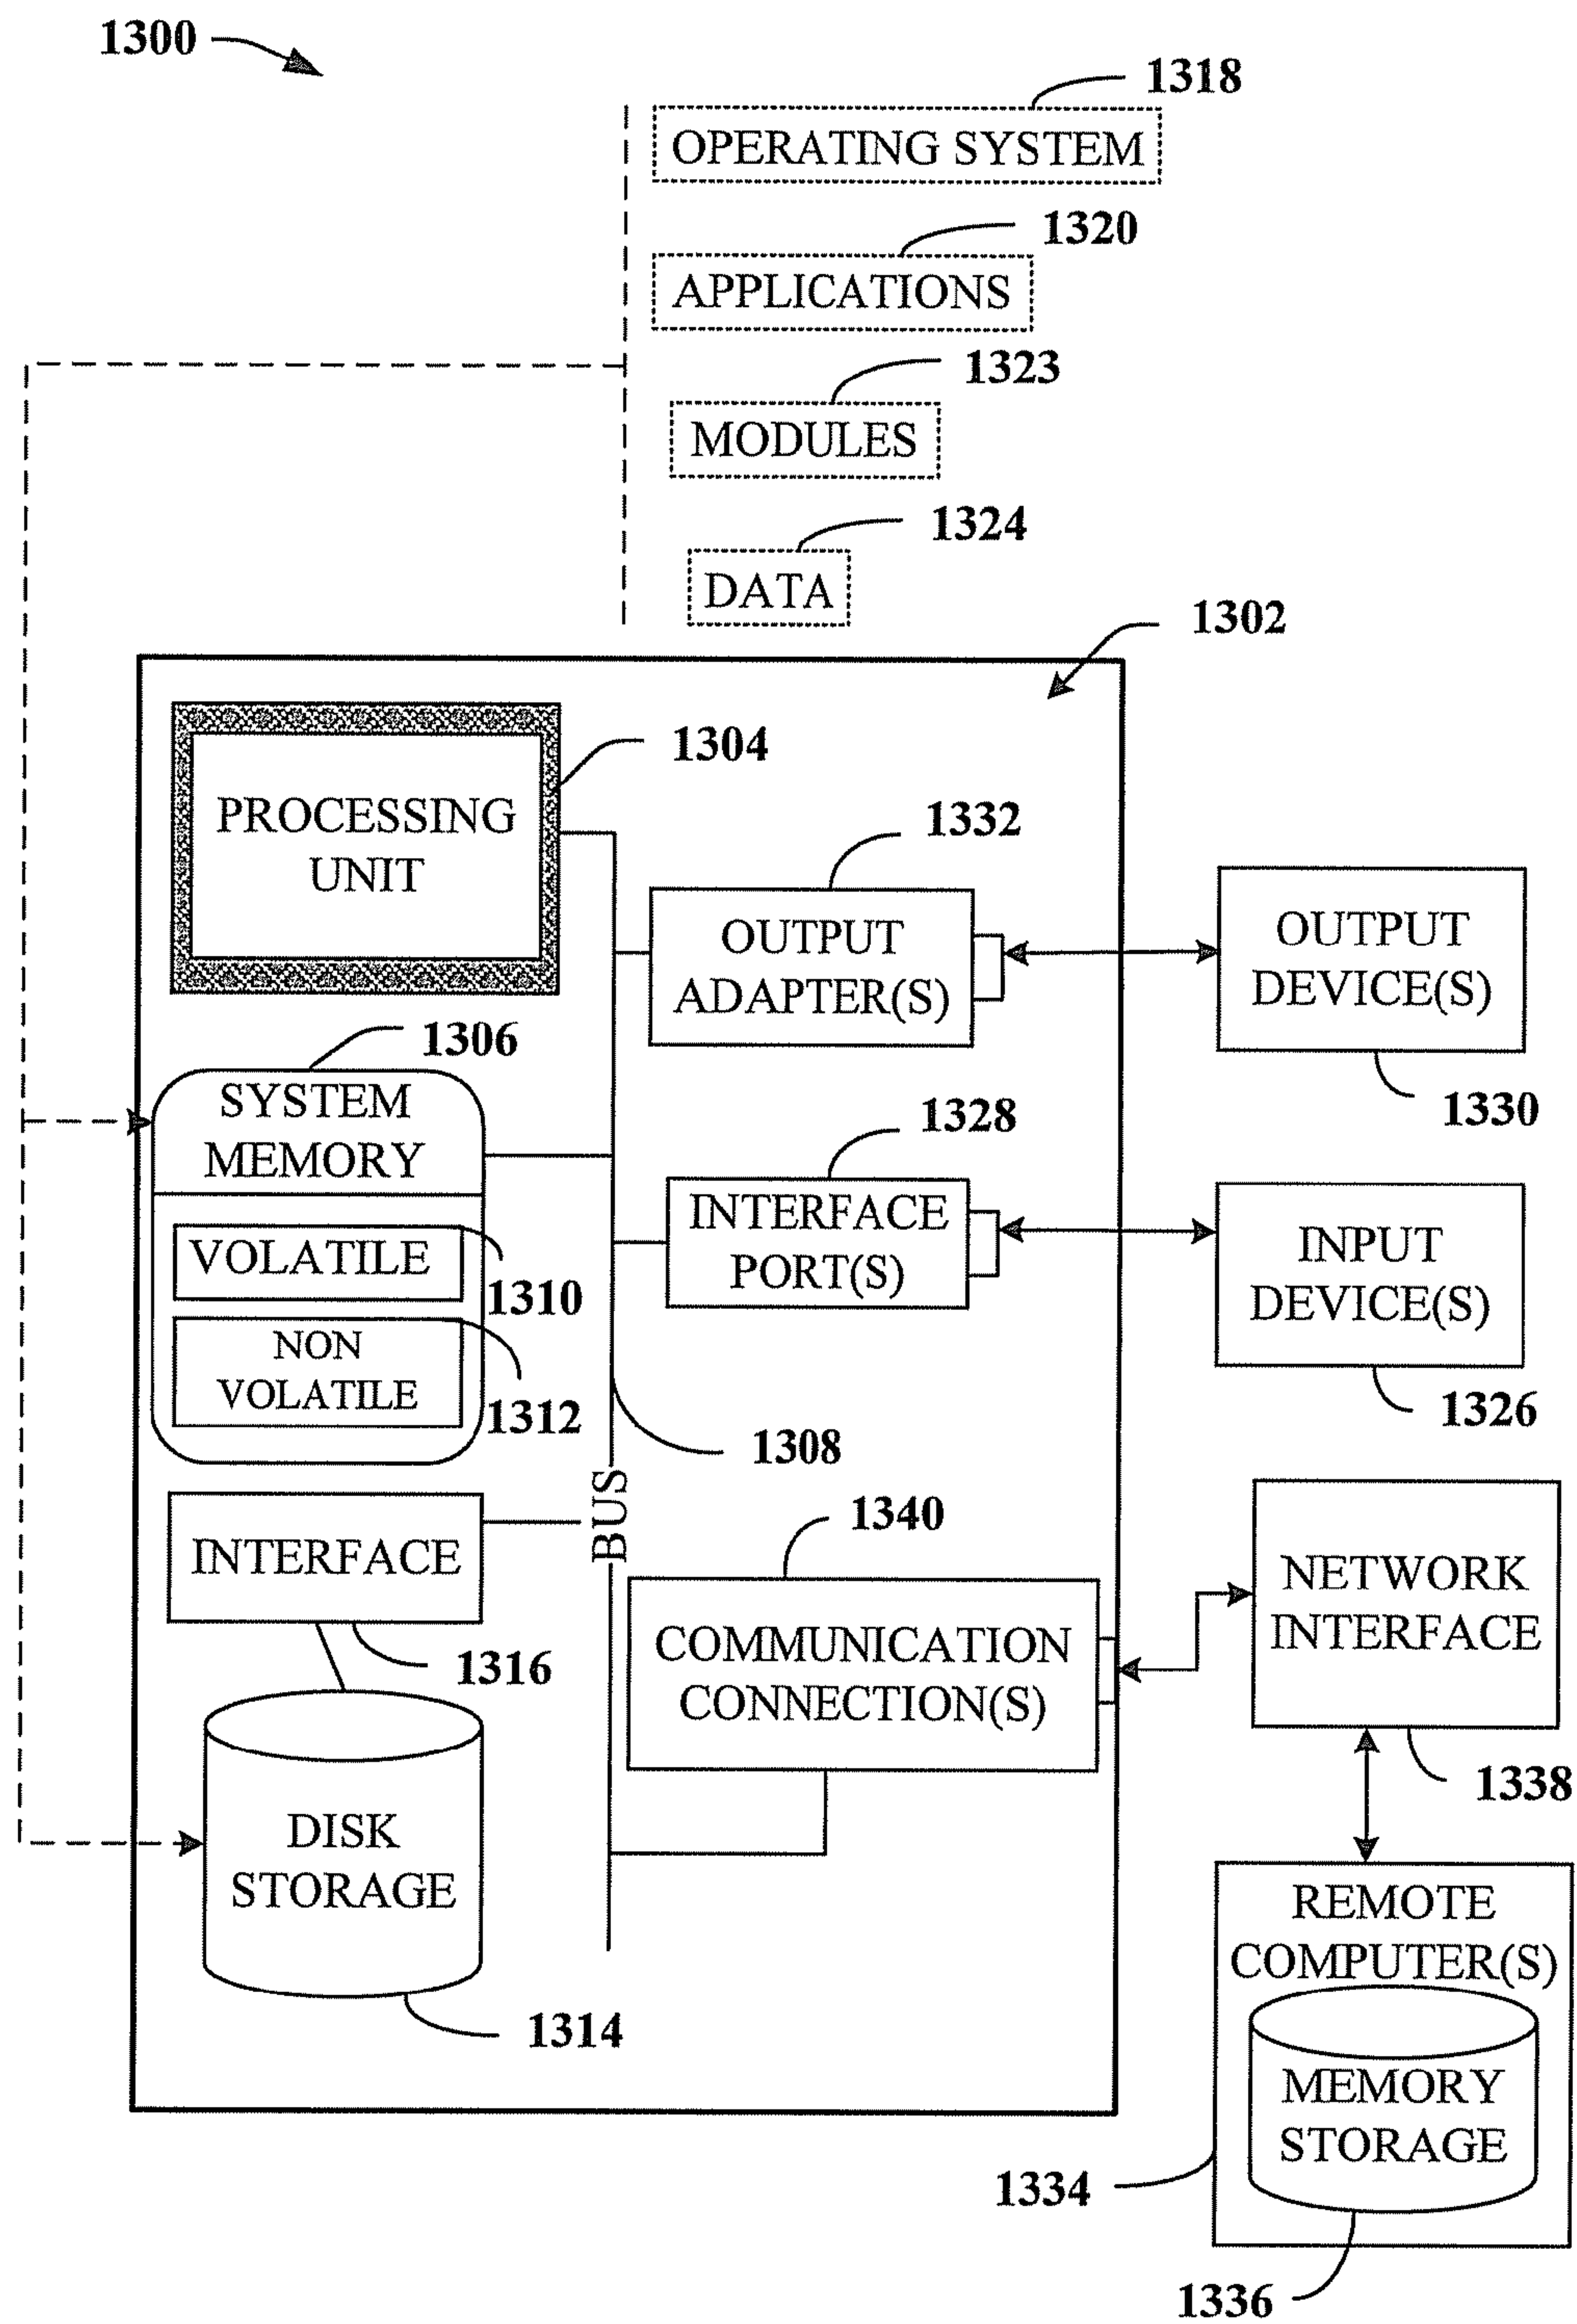 1300
1318
OPERATING SYSTEM
1320
APPLICATIONS
1323
MODULES
1324
DATA
1302
1304
PROCESSING
UNIT
1332
OUTPUT
ADAPTER(S)
OUTPUT
DEVICE(S)
1330
1306
SYSTEM
MEMORY
VOLATILE
1310
NON
VOLATILE
1312
1328
INTERFACE
PORT(S)
INPUT
DEVICE(S)
1326
1308
BUS
INTERFACE
1316
1340
COMMUNICATION
CONNECTION(S)
NETWORK
INTERFACE
1338
DISK
STORAGE
1314
REMOTE
COMPUTER(S)
MEMORY
STORAGE
1334
1336